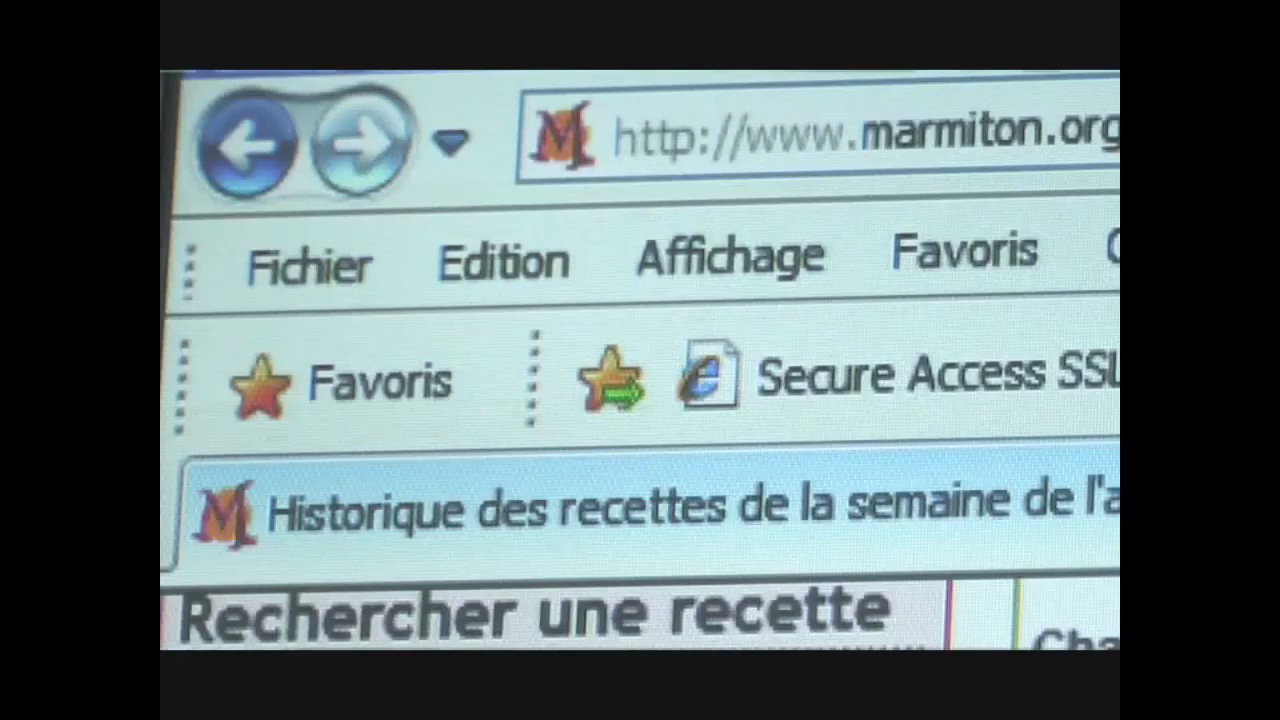 http://www.marmiton.org
Fichier Edition Affichage Favoris
Favoris Secure Access SSL
Historique des recettes de la semaine de l'a
Rechercher une recette
Cha